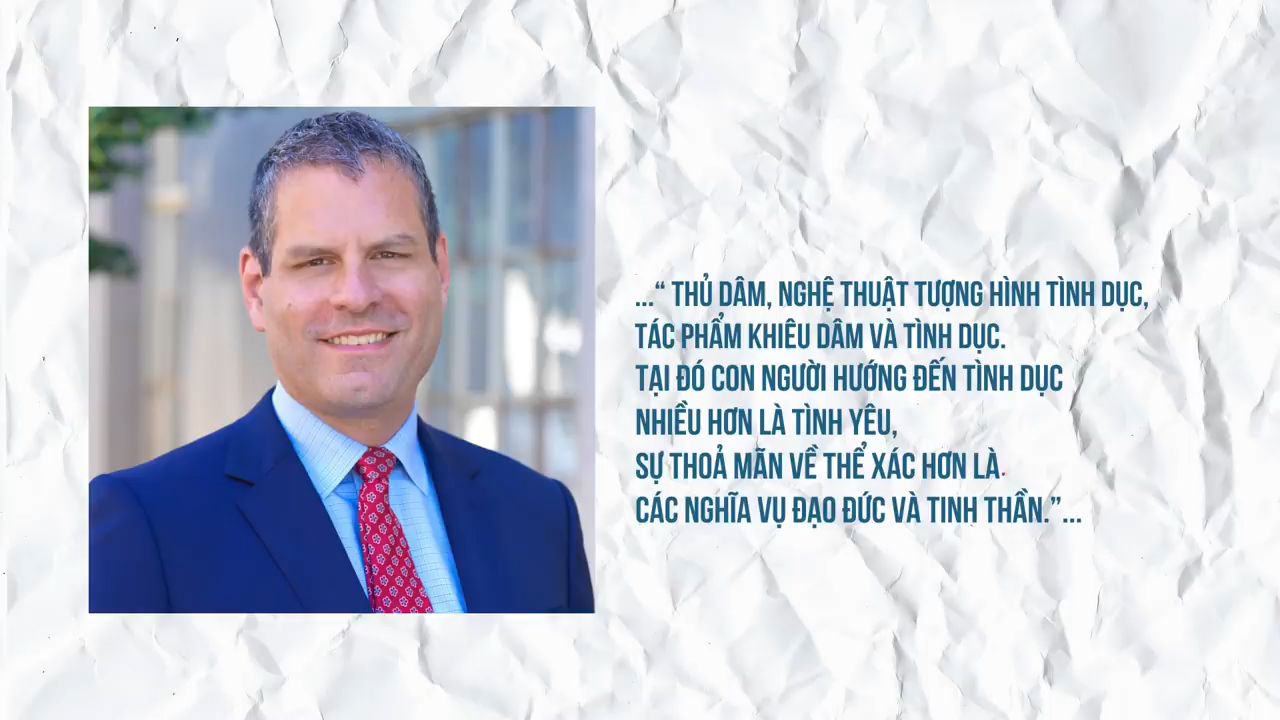 ..." THỦ DÂM, NGHỆ THUẬT TƯỢNG HÌNH TÌNH DỤC,
TÁC PHẨM KHIÊU DÂM VÀ TÌNH DỤC.
TẠI ĐÓ CON NGƯỜI HƯỚNG ĐẾN TÌNH DỤC
NHIỀU HƠN LÀ TÌNH YÊU,
SỰ THOẢ MÃN VỀ THỂ XÁC HƠN LÀ
CÁC NGHĨA VỤ ĐẠO ĐỨC VÀ TINH THẦN."...